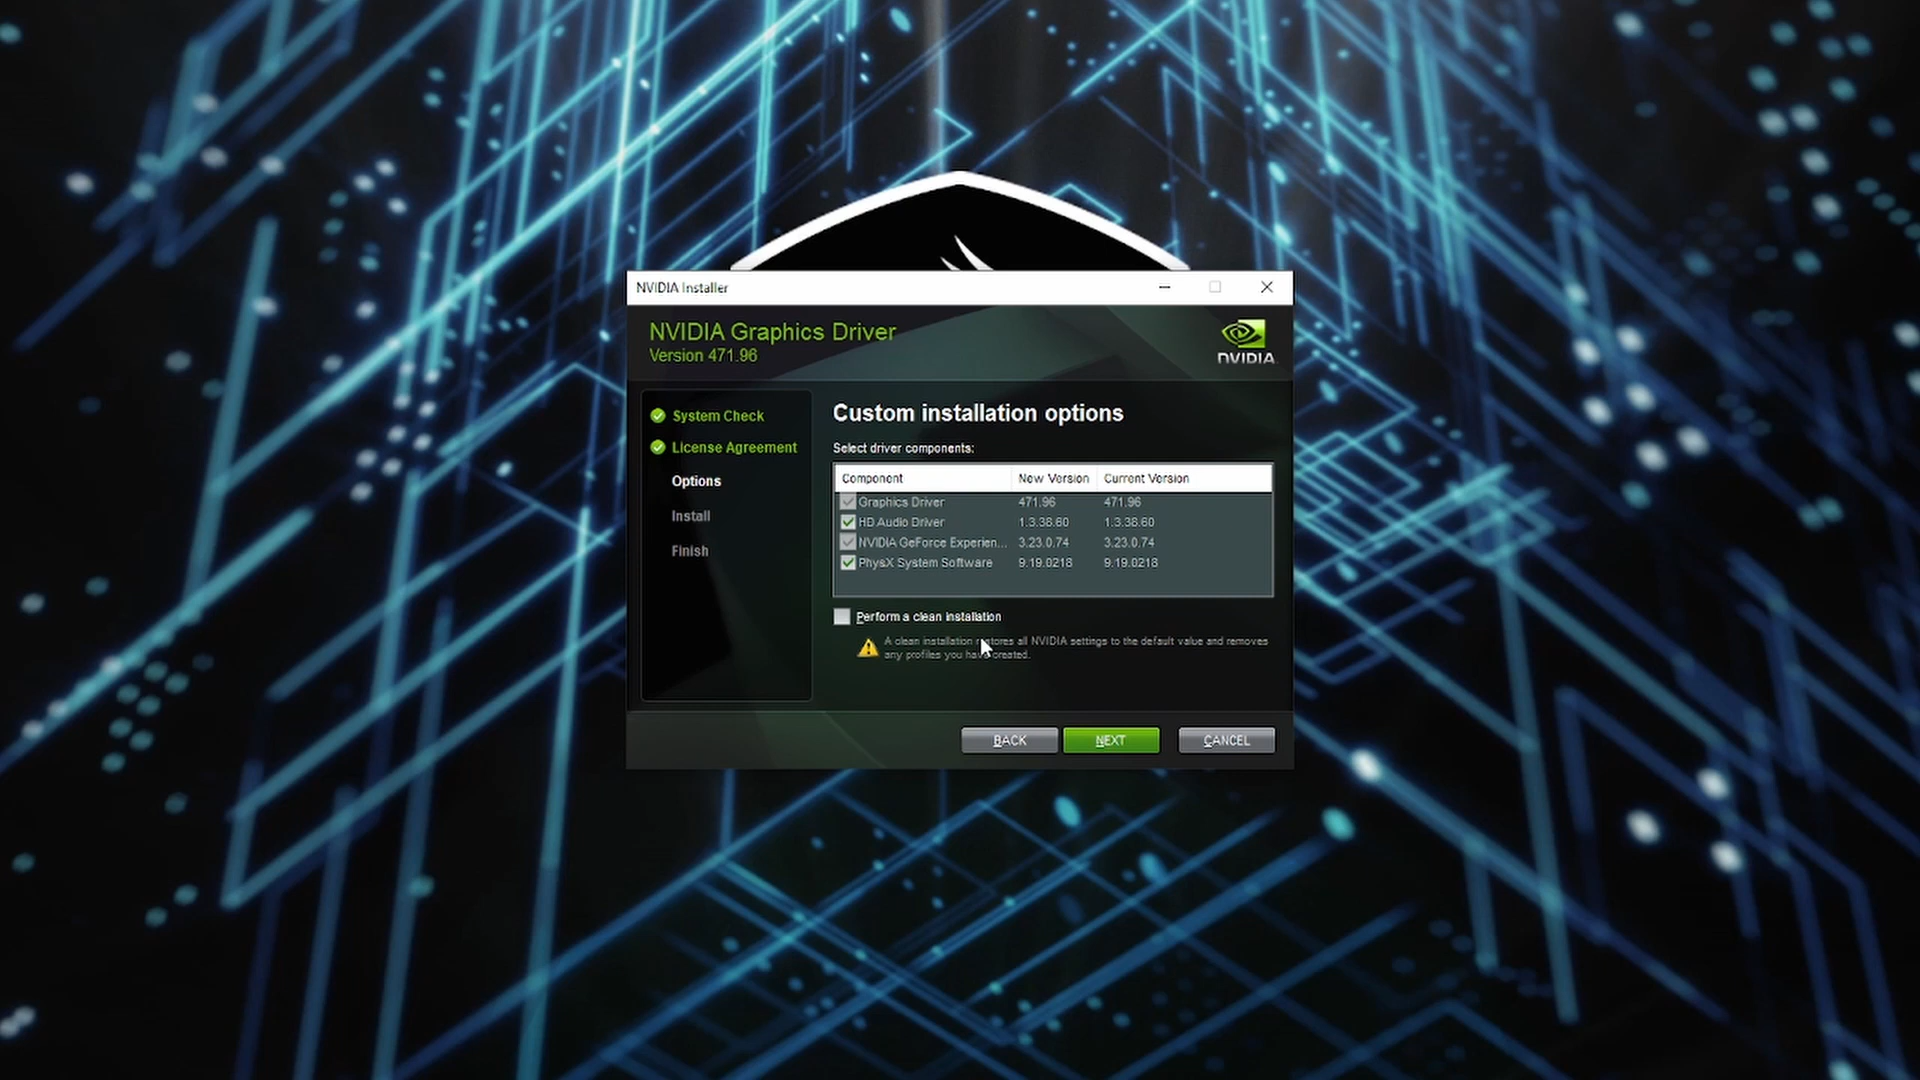 NVIDIA Installer
NVIDIA Graphics Driver
Version 471.96
NVIDIA
System Check
License Agreement
Options
Install
Finish
Custom installation options
Select driver components:
Component New Version Current Version
Graphics Driver 471.96 471.96
HD Audio Driver 1.3.38.60 1.3.38.60
NVIDIA GeForce Experien... 3.23.0.74 3.23.0.74
PhysX System Software 9.19.0218 9.19.0218
Perform a clean installation
A clean installation restores all NVIDIA settings to the default value and removes
any profiles you have created.
BACK NEXT CANCEL